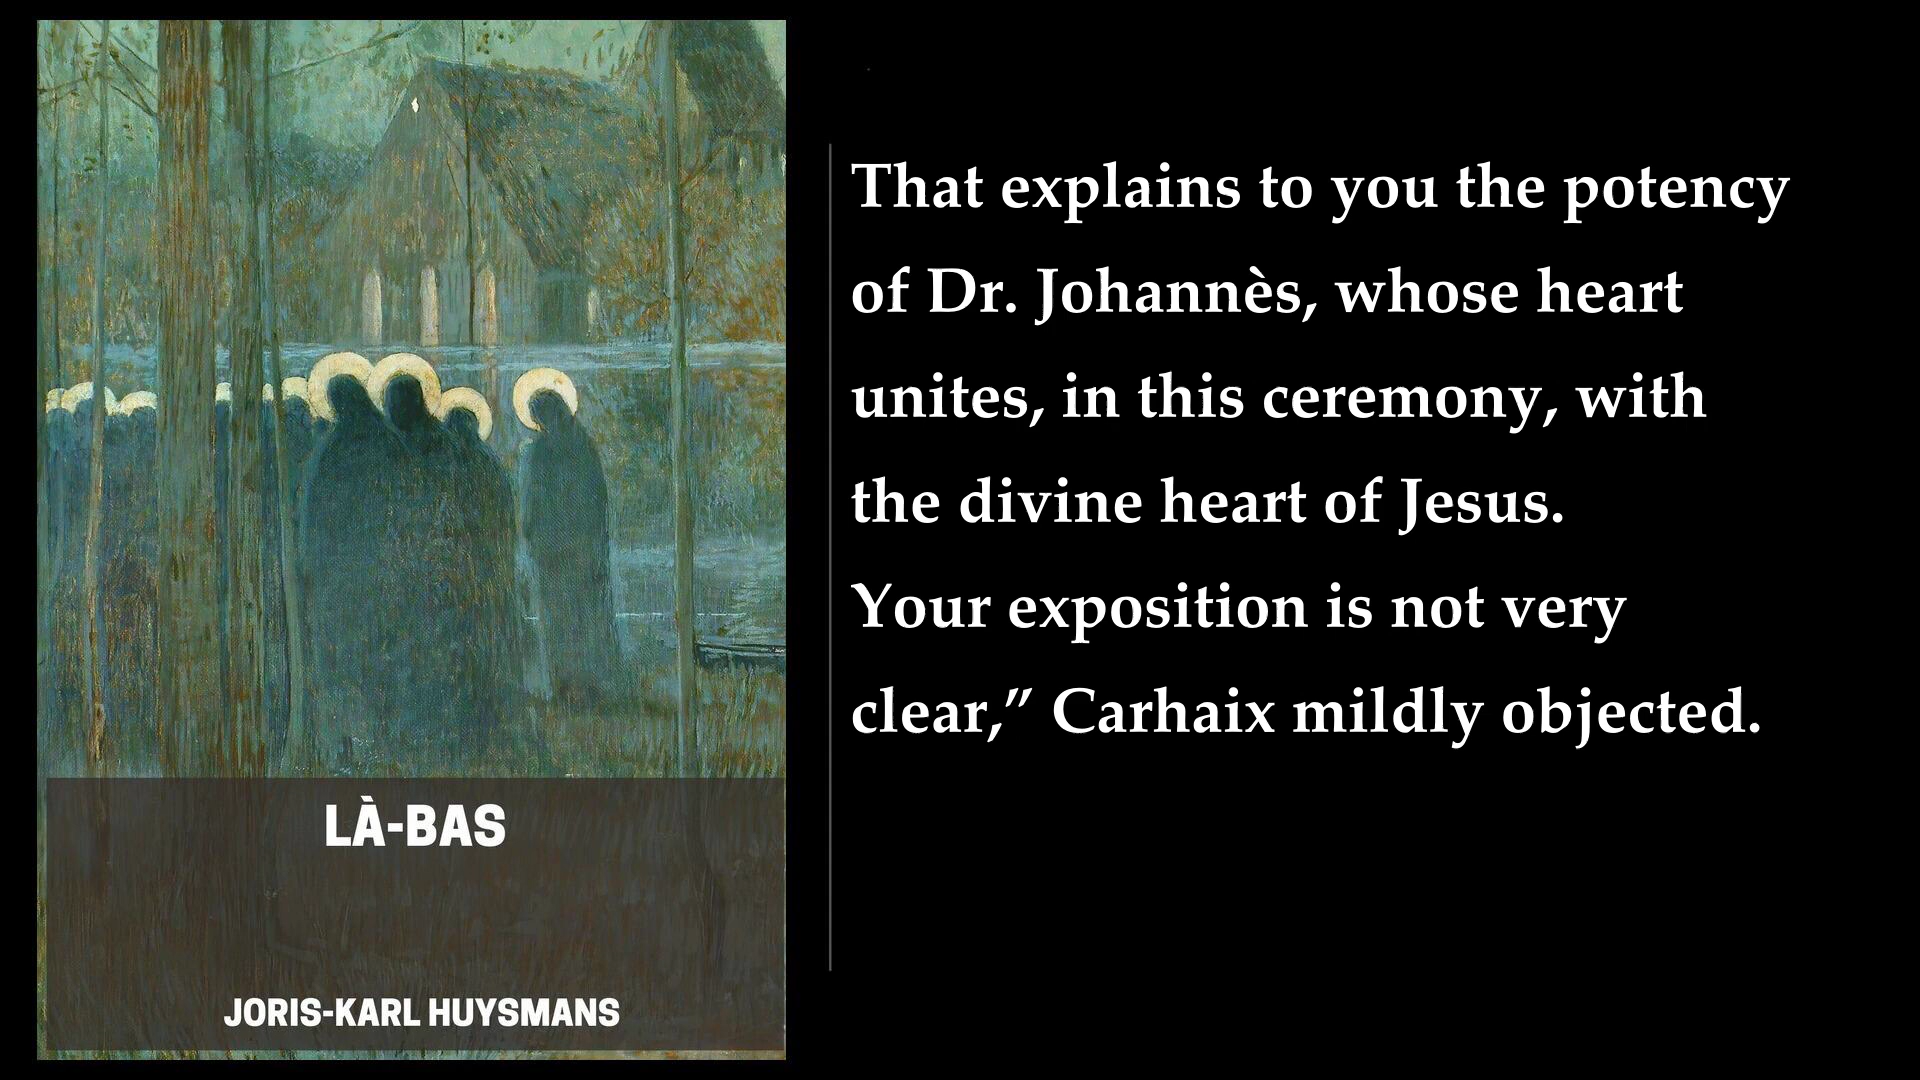 LÀ-BAS
JORIS-KARL HUYSMANS
That explains to you the potency
of Dr. Johannès, whose heart
unites, in this ceremony, with
the divine heart of Jesus.
Your exposition is not very
clear,” Carhaix mildly objected.